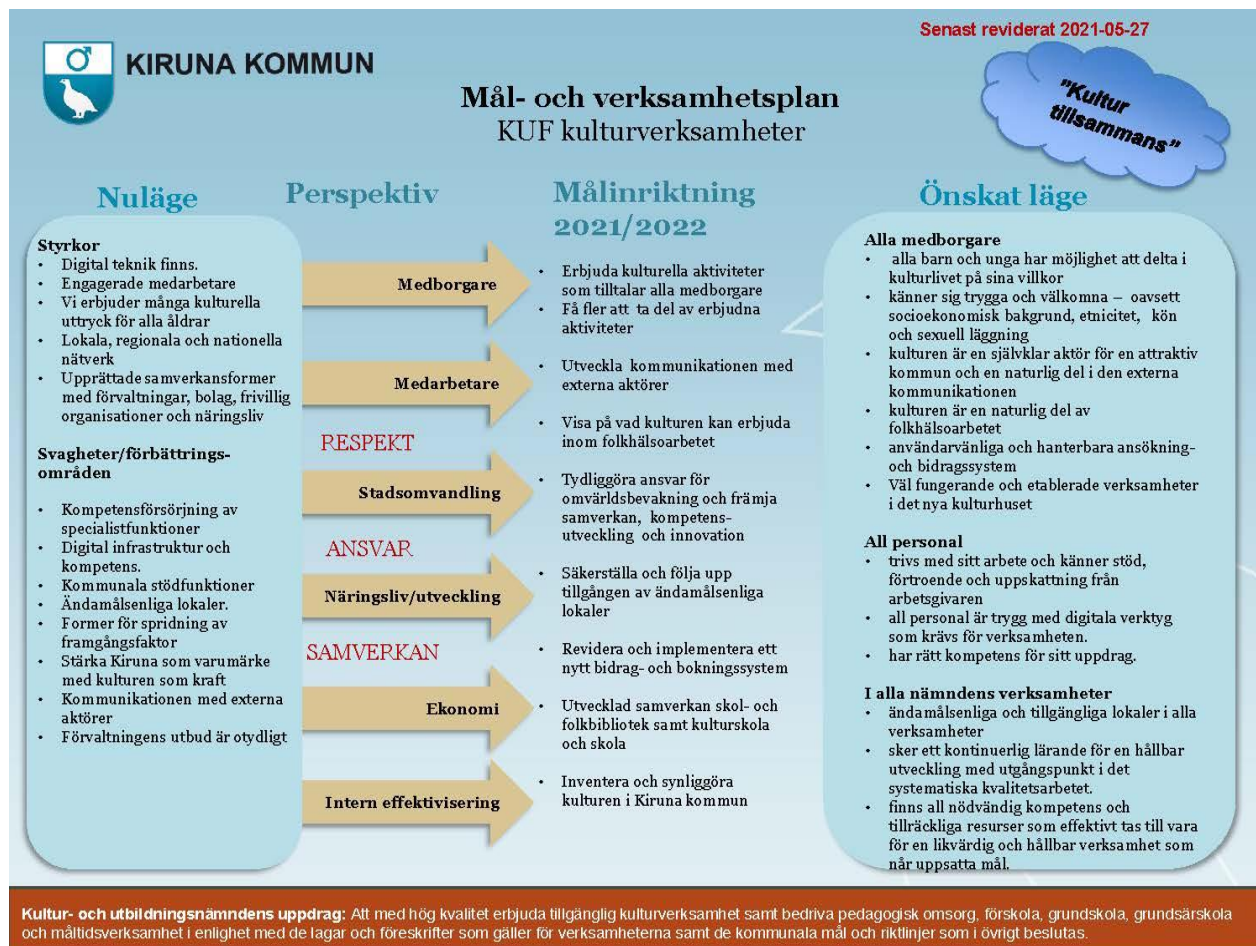 Senast reviderat 2021-05-27
KIRUNA KOMMUN
"Kultur
tillsammans"
Mål- och verksamhetsplan
KUF kulturverksamheter
Nuläge
Styrkor
• Digital teknik finns.
• Engagerade medarbetare
• Vi erbjuder många kulturella
uttryck för alla åldrar
• Lokala, regionala och nationella
nätverk
• Upprättade samverkansformer
med förvaltningar, bolag, frivillig
organisationer och näringsliv
Svagheter/förbättrings-
områden
• Kompetensförsörjning av
specialistfunktioner
• Digital infrastruktur och
kompetens.
• Kommunala stödfunktioner
• Ändamålsenliga lokaler.
• Former för spridning av
framgångsfaktor
• Stärka Kiruna som varumärke
med kulturen som kraft
• Kommunikationen med externa
aktörer
• Förvaltningens utbud är otydligt
Perspektiv
Medborgare
Medarbetare
RESPEKT
Stadsomvandling
ANSVAR
Näringsliv/utveckling
SAMVERKAN
Ekonomi
Intern effektivisering
Målinriktning
2021/2022
• Erbjuda kulturella aktiviteter
som tilltalar alla medborgare
• Få fler att ta del av erbjudna
aktiviteter
• Utveckla kommunikationen med
externa aktörer
• Visa på vad kulturen kan erbjuda
inom folkhälsoarbetet
• Tydliggöra ansvar för
omvärldsbevakning och främja
samverkan, kompetens-
utveckling och innovation
• Säkerställa och följa upp
tillgången av ändamålsenliga
lokaler
• Revidera och implementera ett
nytt bidrag- och bokningssystem
• Utvecklad samverkan skol- och
folkbibliotek samt kulturskola
och skola
• Inventera och synliggöra
kulturen i Kiruna kommun
Önskat läge
Alla medborgare
• alla barn och unga har möjlighet att delta i
kulturlivet på sina villkor
• känner sig trygga och välkomna – oavsett
socioekonomisk bakgrund, etnicitet, kön
och sexuell läggning
• kulturen är en självklar aktör för en attraktiv
kommun och en naturlig del i den externa
kommunikationen
• kulturen är en naturlig del av
folkhälsoarbetet
• användarvänliga och hanterbara ansökning-
och bidragssystem
• Väl fungerande och etablerade verksamheter
i det nya kulturhuset
All personal
• trivs med sitt arbete och känner stöd,
förtroende och uppskattning från
arbetsgivaren
• all personal är trygg med digitala verktyg
som krävs för verksamheten.
• har rätt kompetens för sitt uppdrag.
I alla nämndens verksamheter
• ändamålsenliga och tillgängliga lokaler i alla
verksamheter
• sker ett kontinuerlig lärande för en hållbar
utveckling med utgångspunkt i det
systematiska kvalitetsarbetet.
• finns all nödvändig kompetens och
tillräckliga resurser som effektivt tas till vara
för en likvärdig och hållbar verksamhet som
når uppsatta mål.
Kultur- och utbildningsnämndens uppdrag: Att med hög kvalitet erbjuda tillgänglig kulturverksamhet samt bedriva pedagogisk omsorg, förskola, grundskola, grundsärskola
och måltidsverksamhet i enlighet med de lagar och föreskrifter som gäller för verksamheterna samt de kommunala mål och riktlinjer som i övrigt beslutas.